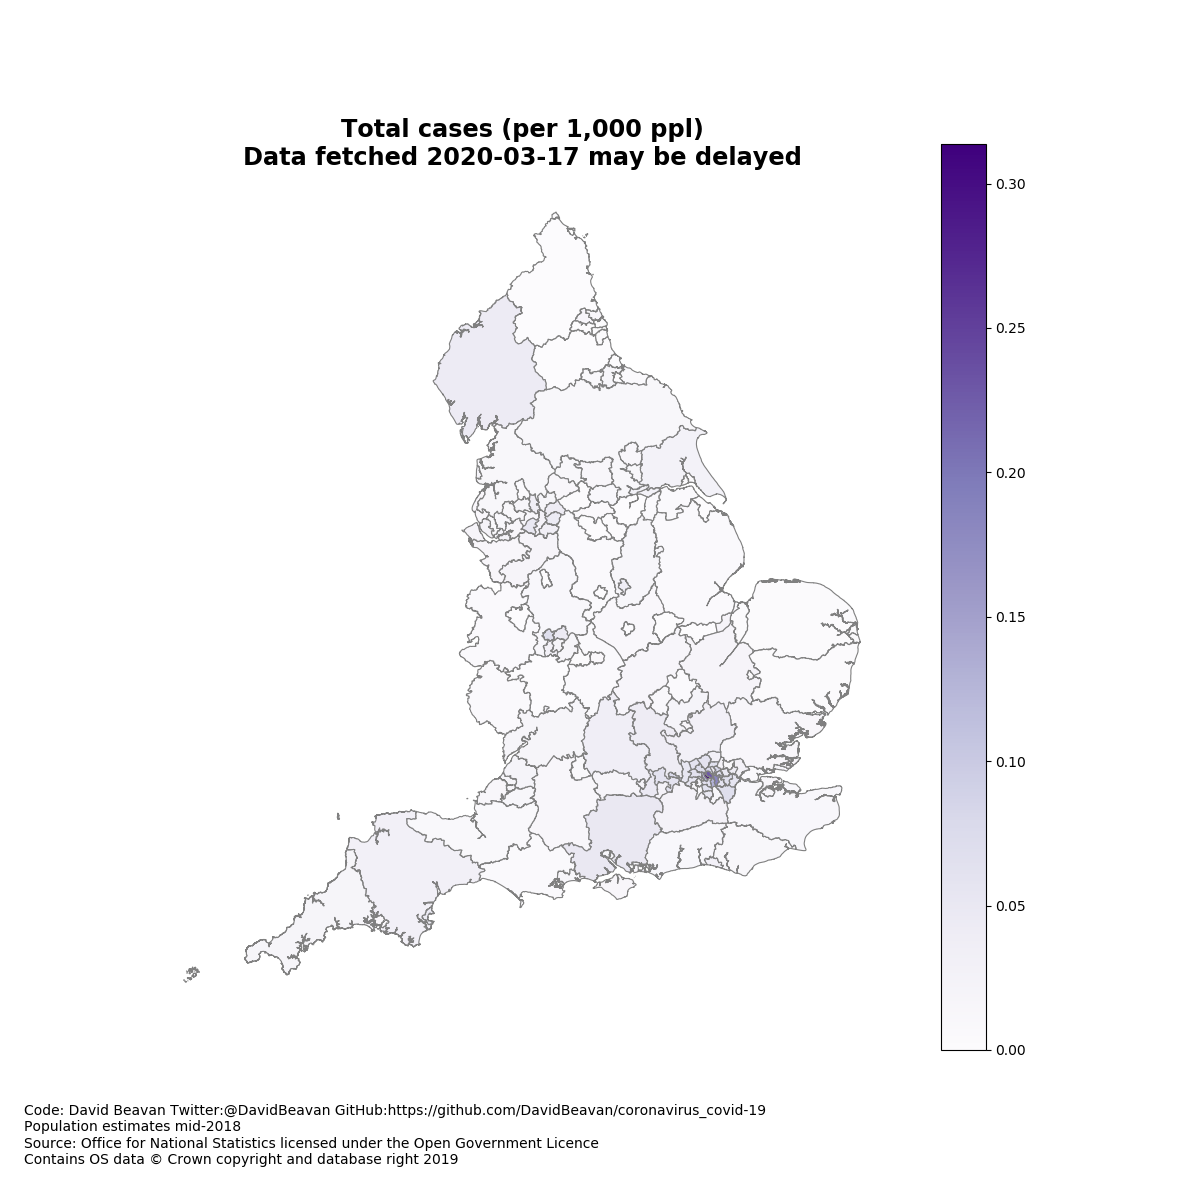 Total cases (per 1,000 ppl)
Data fetched 2020-03-17 may be delayed
0.30
0.25
0.20
0.15
0.10
0.05
0.00
Code: David Beavan Twitter:@DavidBeavan GitHub:https://github.com/DavidBeavan/coronavirus_covid-19
Population estimates mid-2018
Source: Office for National Statistics licensed under the Open Government Licence
Contains OS data © Crown copyright and database right 2019